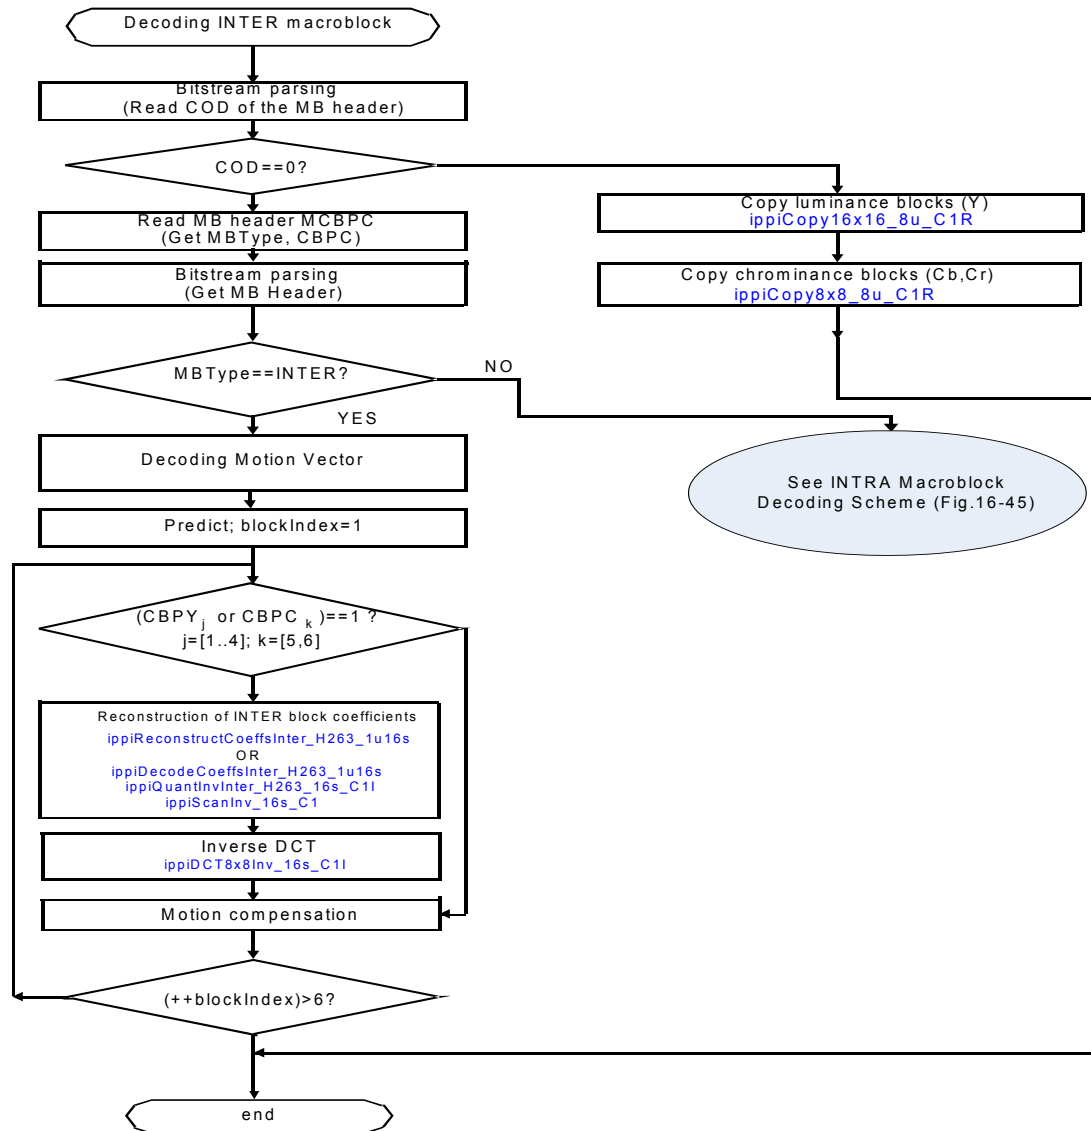 Decoding INTER macroblock
Bitstream parsing
(Read COD of the MB header)
COD==0?
Read MB header MCBPC
(Get MBType, CBPC)
Bitstream parsing
(Get MB Header)
Copy luminance blocks (Y)
ippiCopy16x16_8u_C1R
Copy chrominance blocks (Cb,Cr)
ippiCopy8x8_8u_C1R
MBType==INTER?
NO
YES
See INTRA Macroblock
Decoding Scheme (Fig.16-45)
Decoding Motion Vector
Predict; blockIndex=1
(CBPY j or CBPC k )==1 ?
j=[1..4]; k=[5,6]
Reconstruction of INTER block coefficients
ippiReconstructCoeffsInter_H263_1u16s
OR
ippiDecodeCoeffsInter_H263_1u16s
ippiQuantInvInter_H263_16s_C1I
ippiScanInv_16s_C1
Inverse DCT
ippiDCT8x8Inv_16s_C1I
Motion compensation
(++blockIndex)>6?
end